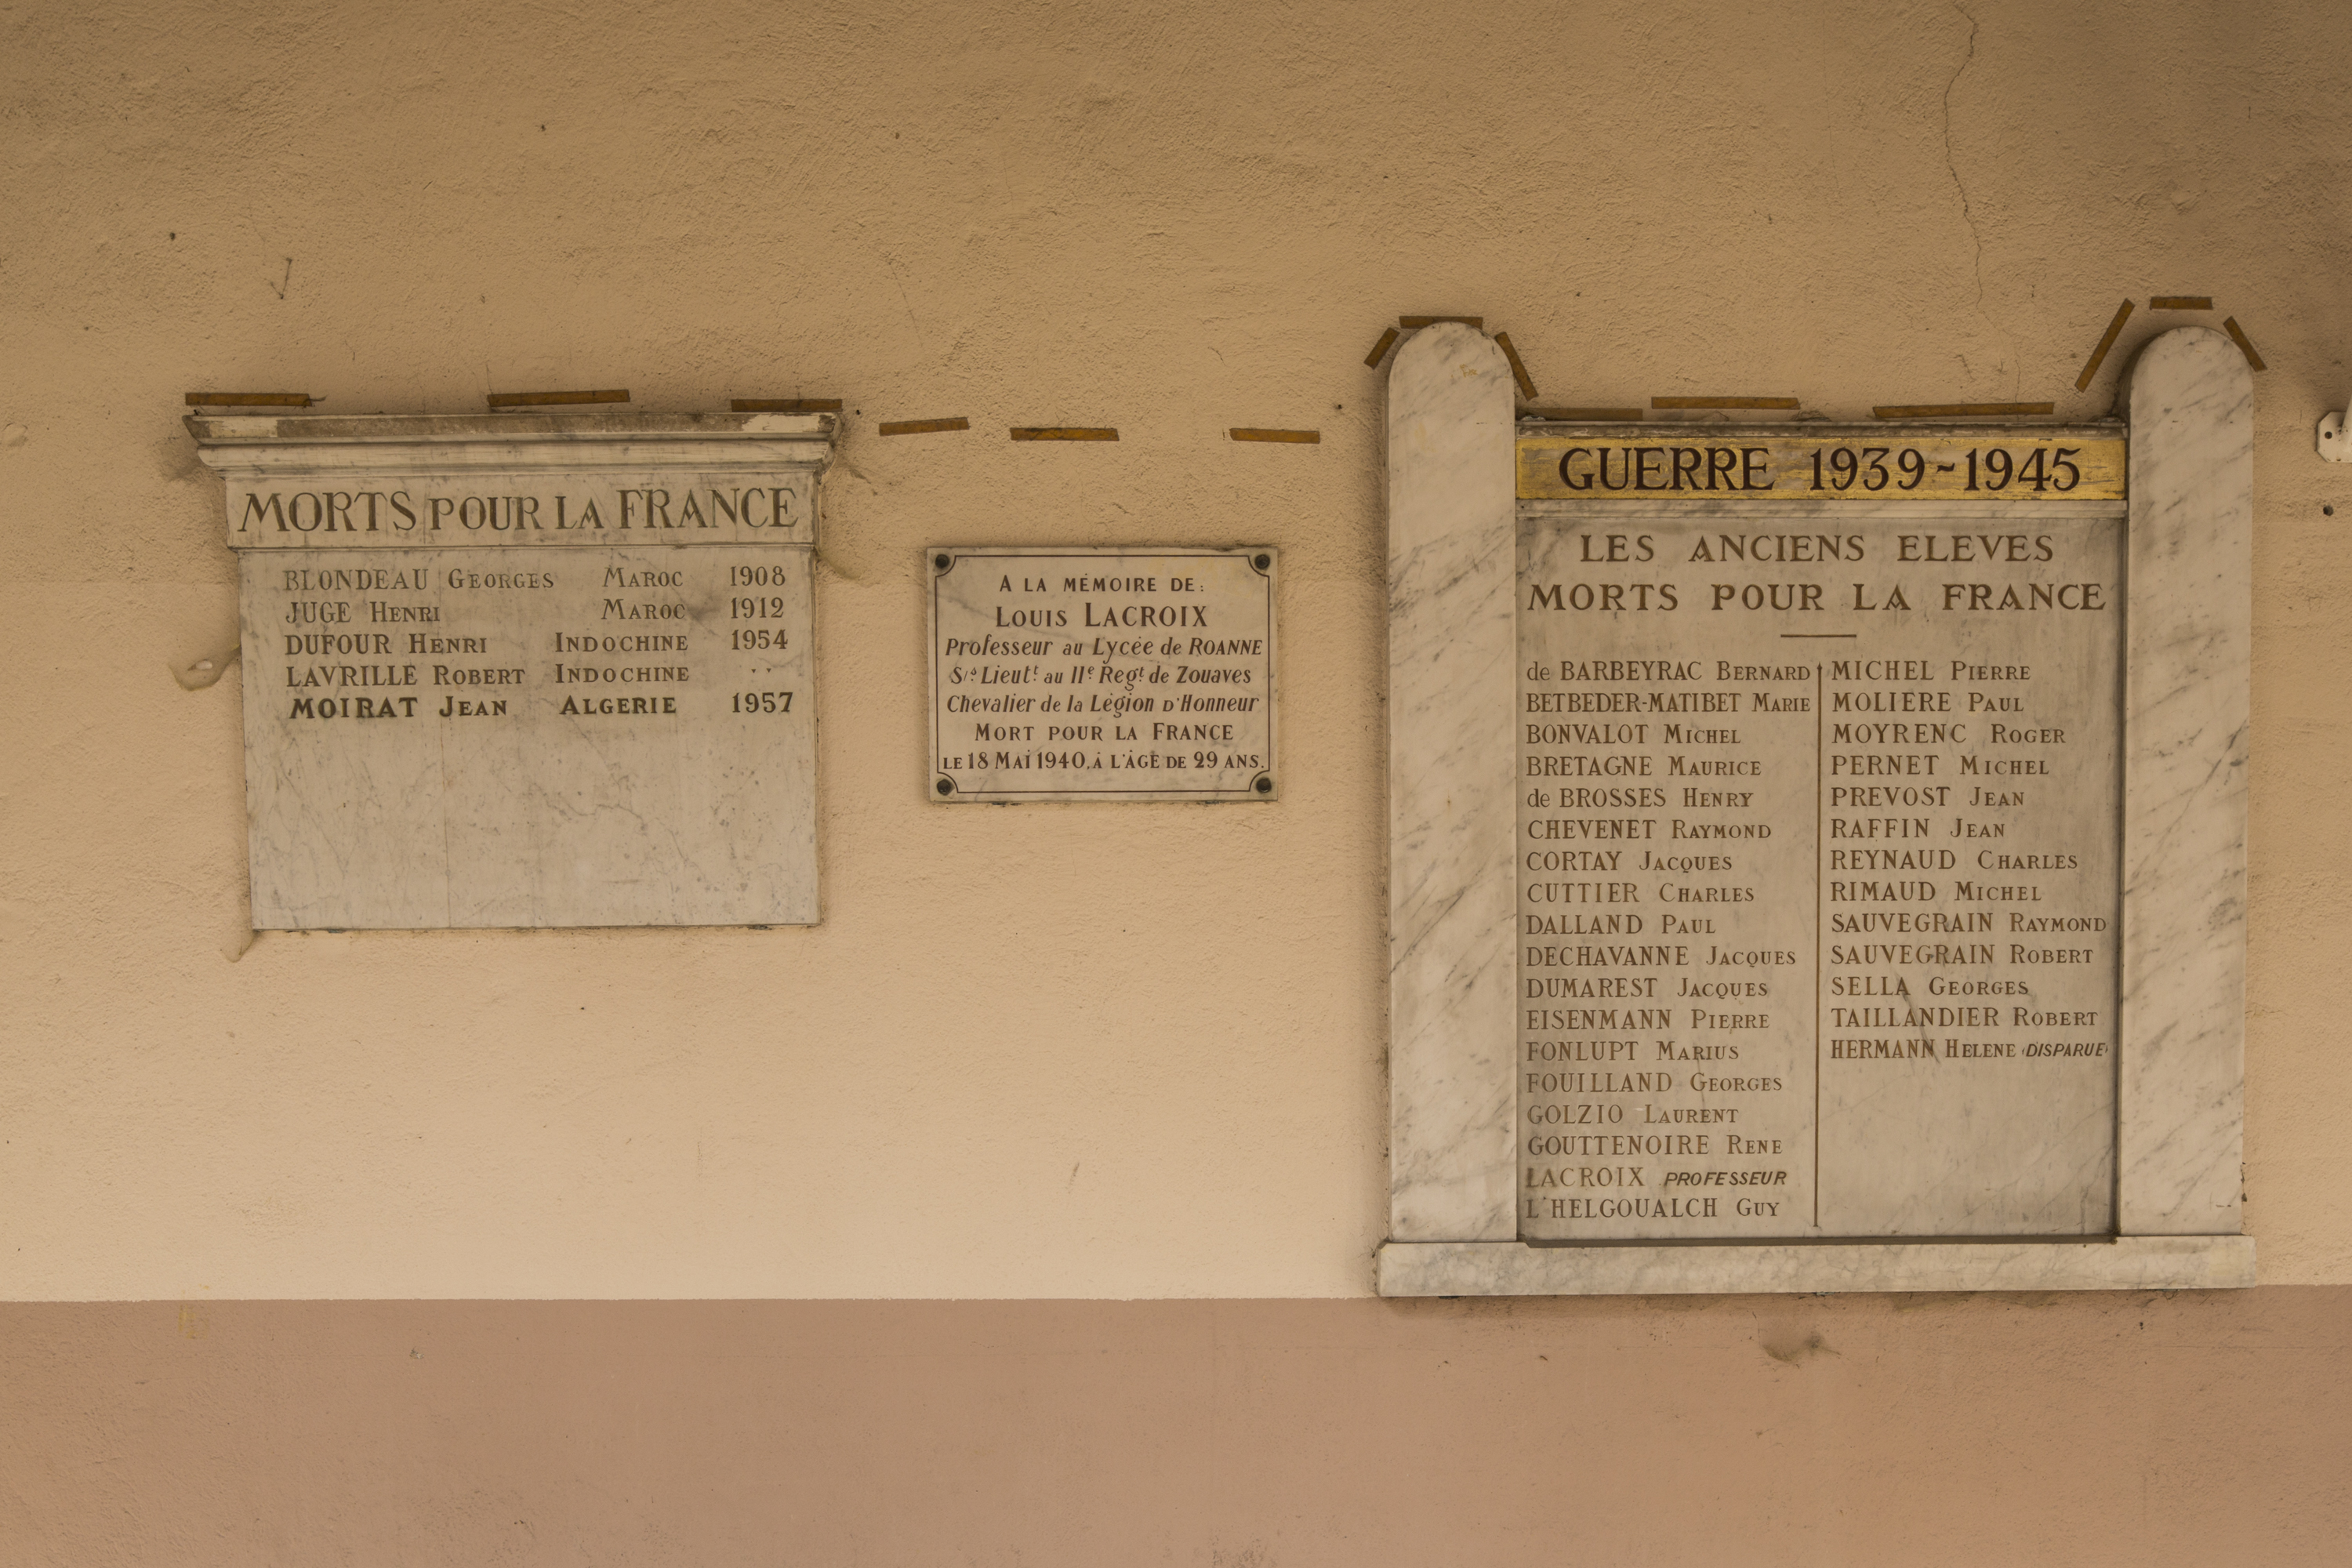 MORTS POUR LA FRANCE
BLONDEAU GEORGES MAROC 1908
JUGE HENRI MAROC 1912
DUFOUR HENRI INDOCHINE 1954
LAVRILLE ROBERT INDOCHINE ..
MOIRAT JEAN ALGERIE 1957
A LA MÉMOIRE DE:
LOUIS LACROIX
Professeur au Lycée de ROANNE
S/s Lieutt au IIe Regt de Zouaves
Chevalier de la Légion D'Honneur
MORT POUR LA FRANCE
LE 18 MAI 1940, A L'ÂGE DE 29 ANS.
GUERRE 1939~1945
LES ANCIENS ELEVES
MORTS POUR LA FRANCE
de BARBEYRAC BERNARD
BETBEDER-MATIBET MARIE
BONVALOT MICHEL
BRETAGNE MAURICE
de BROSSES HENRY
CHEVENET RAYMOND
CORTAY JACQUES
CUTTIER CHARLES
DALLAND PAUL
DECHAVANNE JACQUES
DUMAREST JACQUES
EISENMANN PIERRE
FONLUPT MARIUS
FOUILLAND GEORGES
GOLZIO LAURENT
GOUTTENOIRE RENE
LACROIX PROFESSEUR
L'HELGOUALCH GUY
MICHEL PIERRE
MOLIERE PAUL
MOYRENC ROGER
PERNET MICHEL
PREVOST JEAN
RAFFIN JEAN
REYNAUD CHARLES
RIMAUD MICHEL
SAUVEGRAIN RAYMOND
SAUVEGRAIN ROBERT
SELLA GEORGES
TAILLANDIER ROBERT
HERMANN HELENE (DISPARUE)